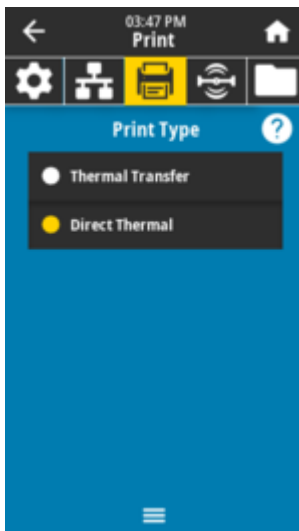 03:47 PM
Print
Print Type
?
Thermal Transfer
Direct Thermal